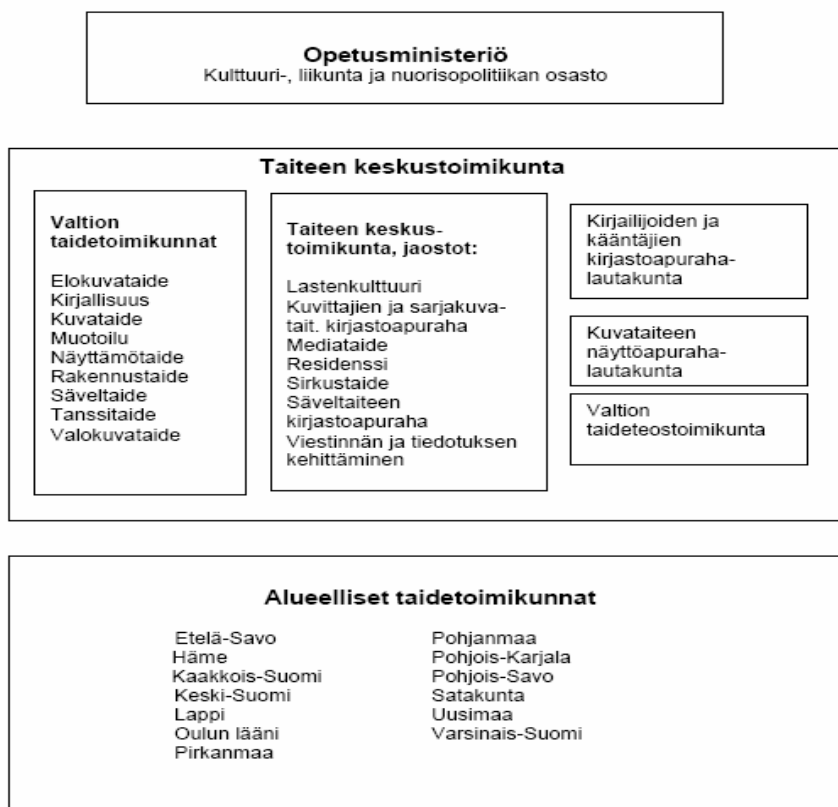 Opetusministeriö
Kulttuuri-, liikunta ja nuorisopolitiikan osasto
Taiteen keskustoimikunta
Valtion
taidetoimikunnat
Elokuvataide
Kirjallisuus
Kuvataide
Muotoilu
Näyttämötaide
Rakennustaide
Säveltaide
Tanssitaide
Valokuvataide
Taiteen keskus-
toimikunta, jaostot:
Lastenkulttuuri
Kuvittajien ja sarjakuva-
tait. kirjastoapuraha
Mediataide
Residenssi
Sirkustaide
Säveltaiteen
kirjastoapuraha
Viestinnän ja tiedotuksen
kehittäminen
Kirjailijoiden ja
kääntäjien
kirjastoapuraha-
lautakunta
Kuvataiteen
näyttöapuraha-
lautakunta
Valtion
taideteostoimikunta
Alueelliset taidetoimikunnat
Etelä-Savo
Häme
Kaakkois-Suomi
Keski-Suomi
Lappi
Oulun lääni
Pirkanmaa
Pohjanmaa
Pohjois-Karjala
Pohjois-Savo
Satakunta
Uusimaa
Varsinais-Suomi